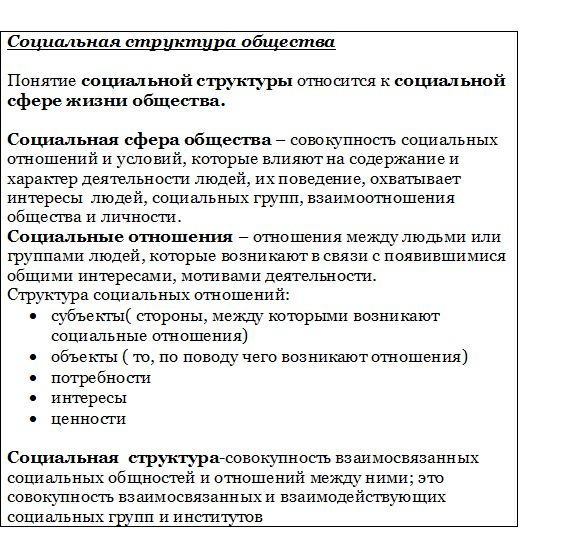 Социальная структура общества
Понятие социальной структуры относится к социальной
сфере жизни общества.
Социальная сфера общества – совокупность социальных
отношений и условий, которые влияют на содержание и
характер деятельности людей, их поведение, охватывает
интересы людей, социальных групп, взаимоотношения
общества и личности.
Социальные отношения – отношения между людьми или
группами людей, которые возникают в связи с появившимися
общими интересами, мотивами деятельности.
Структура социальных отношений:
• субъекты( стороны, между которыми возникают
социальные отношения)
• объекты ( то, по поводу чего возникают отношения)
• потребности
• интересы
• ценности
Социальная структура-совокупность взаимосвязанных
социальных общностей и отношений между ними; это
совокупность взаимосвязанных и взаимодействующих
социальных групп и институтов